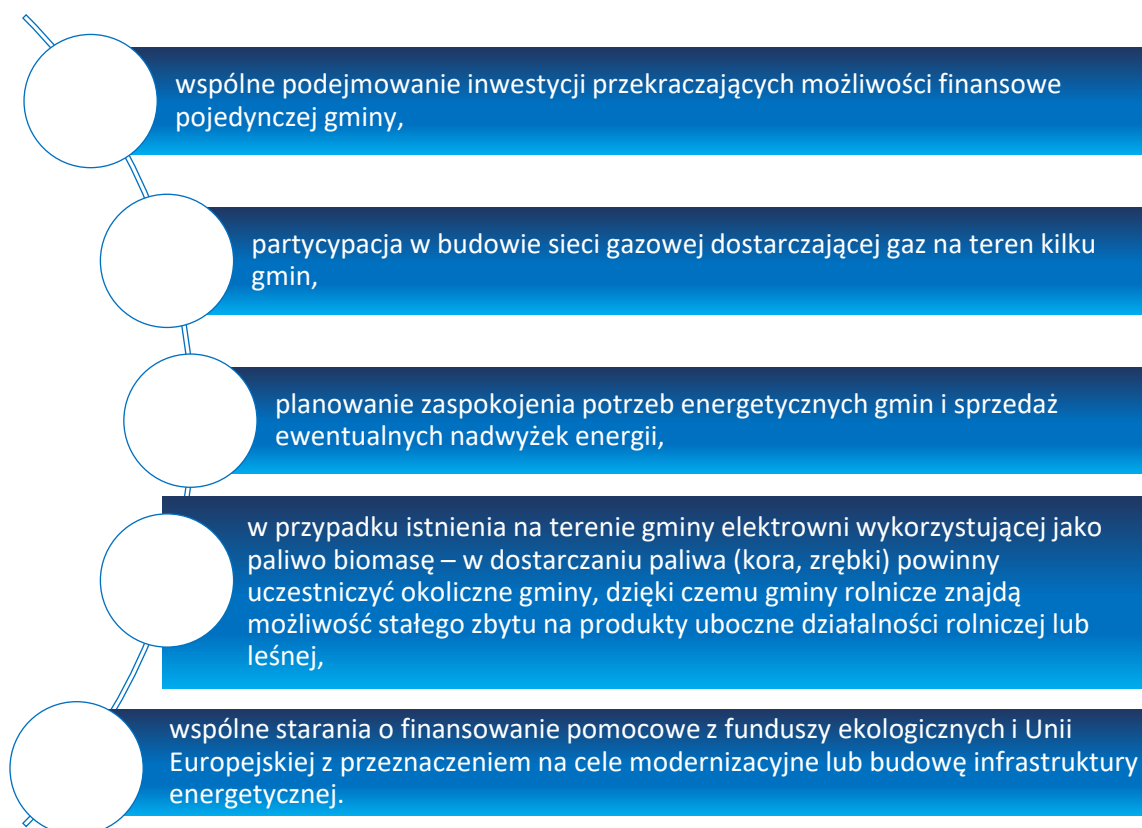 wspólne podejmowanie inwestycji przekraczających możliwości finansowe
pojedynczej gminy,
partycypacja w budowie sieci gazowej dostarczającej gaz na teren kilku
gmin,
planowanie zaspokojenia potrzeb energetycznych gmin i sprzedaż
ewentualnych nadwyżek energii,
w przypadku istnienia na terenie gminy elektrowni wykorzystującej jako
paliwo biomasę – w dostarczaniu paliwa (kora, zrębki) powinny
uczestniczyć okoliczne gminy, dzięki czemu gminy rolnicze znajdą
możliwość stałego zbytu na produkty uboczne działalności rolniczej lub
leśnej,
wspólne starania o finansowanie pomocowe z funduszy ekologicznych i Unii
Europejskiej z przeznaczeniem na cele modernizacyjne lub budowę infrastruktury
energetycznej.